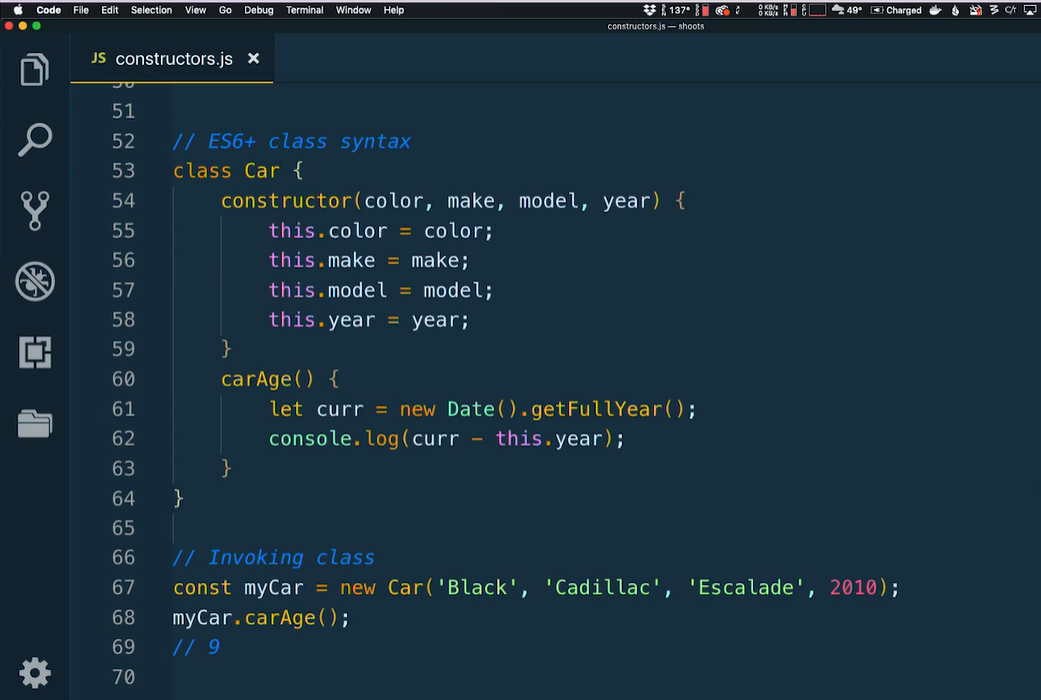 Code File Edit Selection View Go Debug Terminal Window Help 137° 0 KB/s 0 KB/s 49° Charged
constructors.js — shoots
JS constructors.js ×
51
52 // ES6+ class syntax
53 class Car {
54 constructor(color, make, model, year) {
55 this.color = color;
56 this.make = make;
57 this.model = model;
58 this.year = year;
59 }
60 carAge() {
61 let curr = new Date().getFullYear();
62 console.log(curr - this.year);
63 }
64 }
65
66 // Invoking class
67 const myCar = new Car('Black', 'Cadillac', 'Escalade', 2010);
68 myCar.carAge();
69 // 9
70